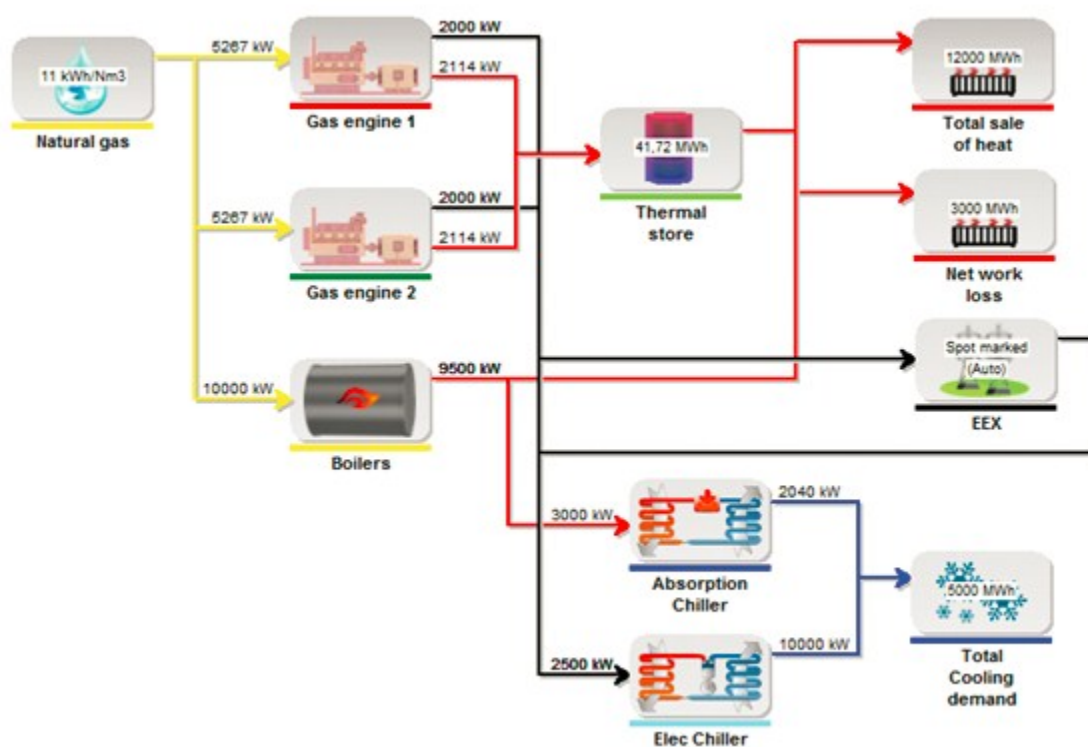 2000 kW
5267 kW
11 kWh/Nm3
2114 kW
12000 MWh
Natural gas
Gas engine 1
41,72 MWh
Total sale
of heat
2000 kW
5267 kW
2114 kW
Thermal
store
3000 MWh
Gas engine 2
Net work
loss
Spot marked
(Auto)
9500 kW
10000 kW
EEX
Boilers
2040 kW
3000 kW
Absorption
Chiller
5000 MWh
10000 kW
2500 kW
Total
Cooling
demand
Elec Chiller